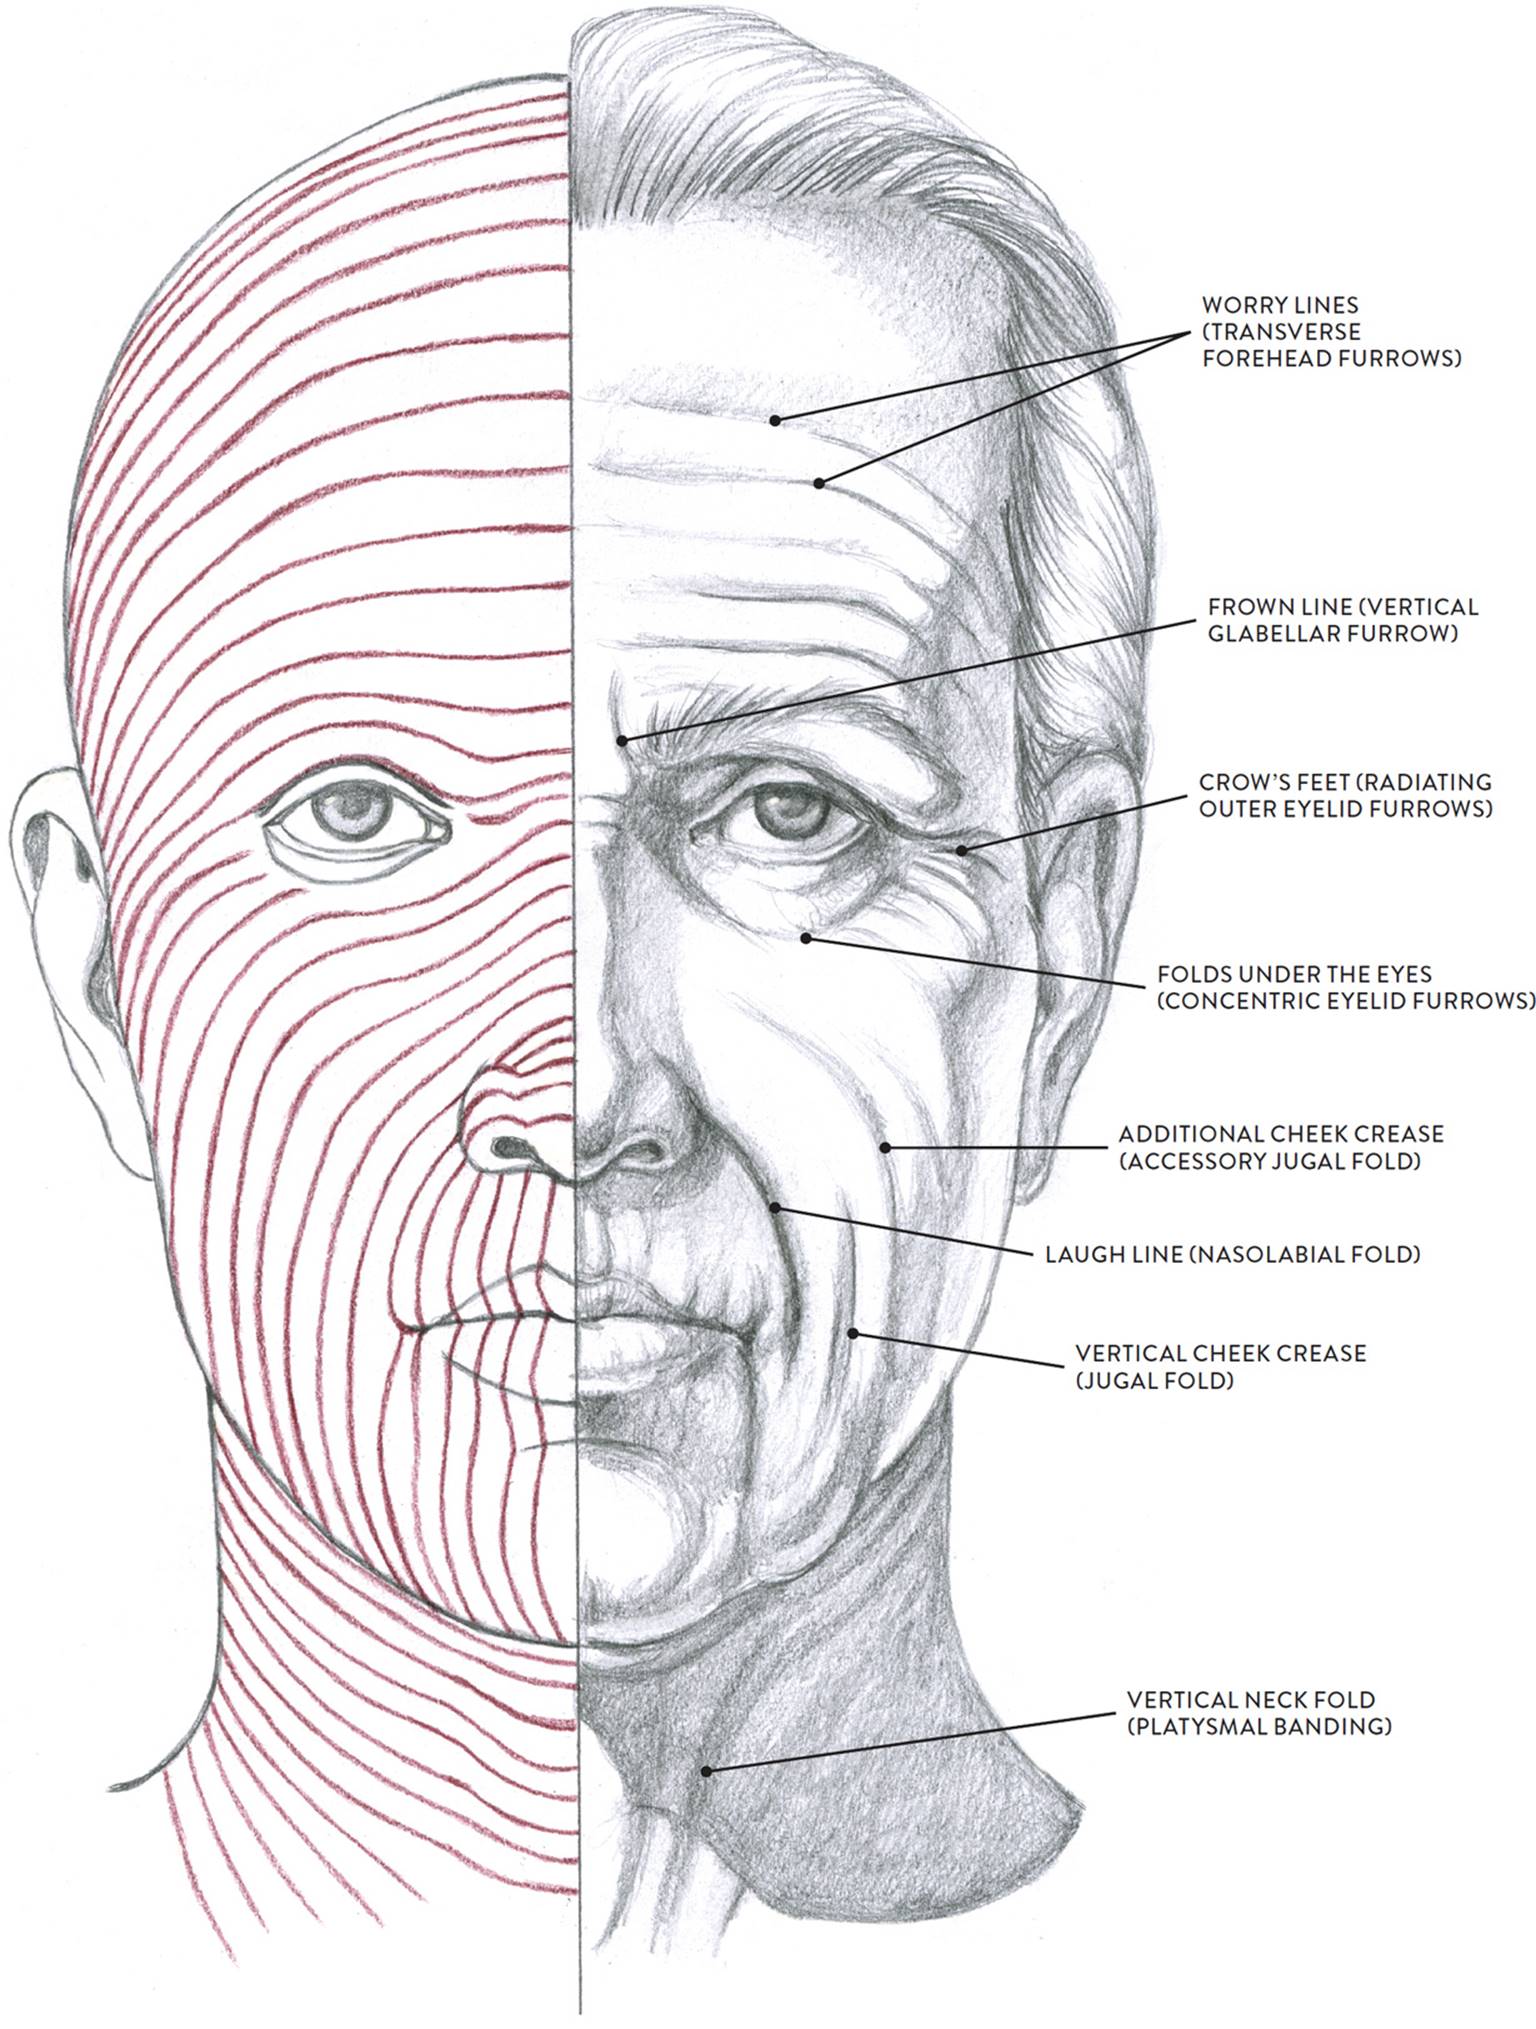 WORRY LINES
(TRANSVERSE
FOREHEAD FURROWS)
FROWN LINE (VERTICAL
GLABELLAR FURROW)
CROW'S FEET (RADIATING
OUTER EYELID FURROWS)
FOLDS UNDER THE EYES
(CONCENTRIC EYELID FURROWS)
ADDITIONAL CHEEK CREASE
(ACCESSORY JUGAL FOLD)
LAUGH LINE (NASOLABIAL FOLD)
VERTICAL CHEEK CREASE
(JUGAL FOLD)
VERTICAL NECK FOLD
(PLATYSMAL BANDING)